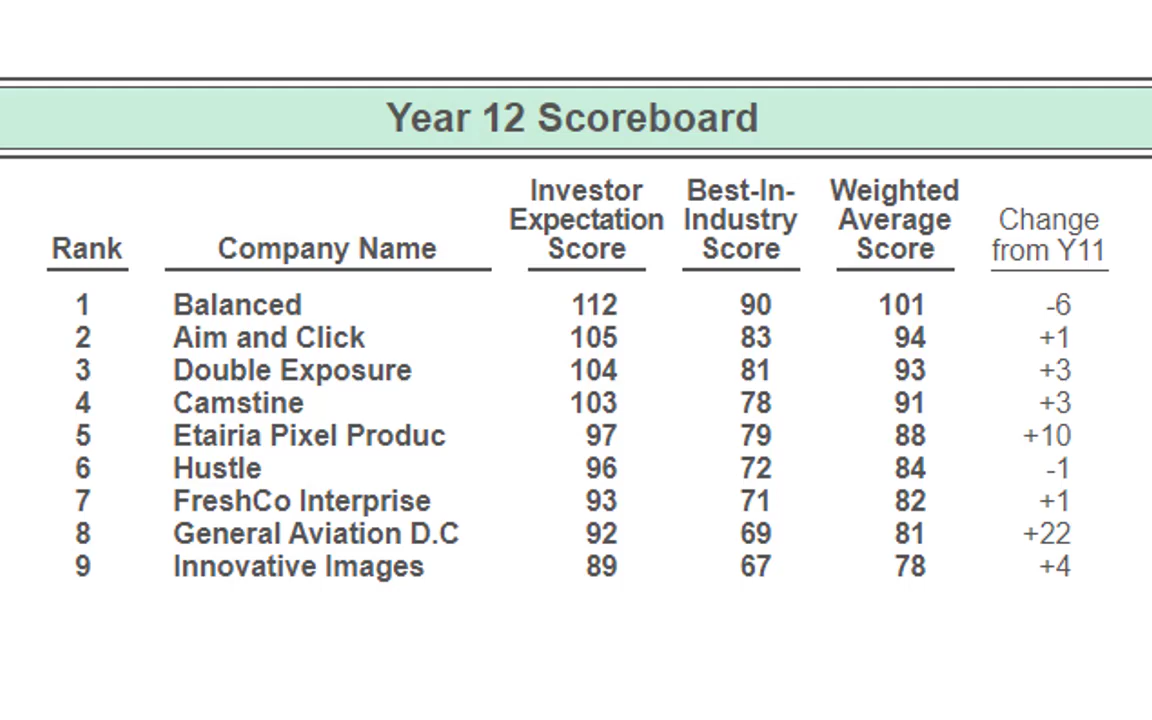 Year 12 Scoreboard
Rank Company Name Investor Expectation Score Best-In-Industry Score Weighted Average Score Change from Y11
1 Balanced 112 90 101 -6
2 Aim and Click 105 83 94 +1
3 Double Exposure 104 81 93 +3
4 Camstine 103 78 91 +3
5 Etairia Pixel Produc 97 79 88 +10
6 Hustle 96 72 84 -1
7 FreshCo Interprise 93 71 82 +1
8 General Aviation D.C 92 69 81 +22
9 Innovative Images 89 67 78 +4